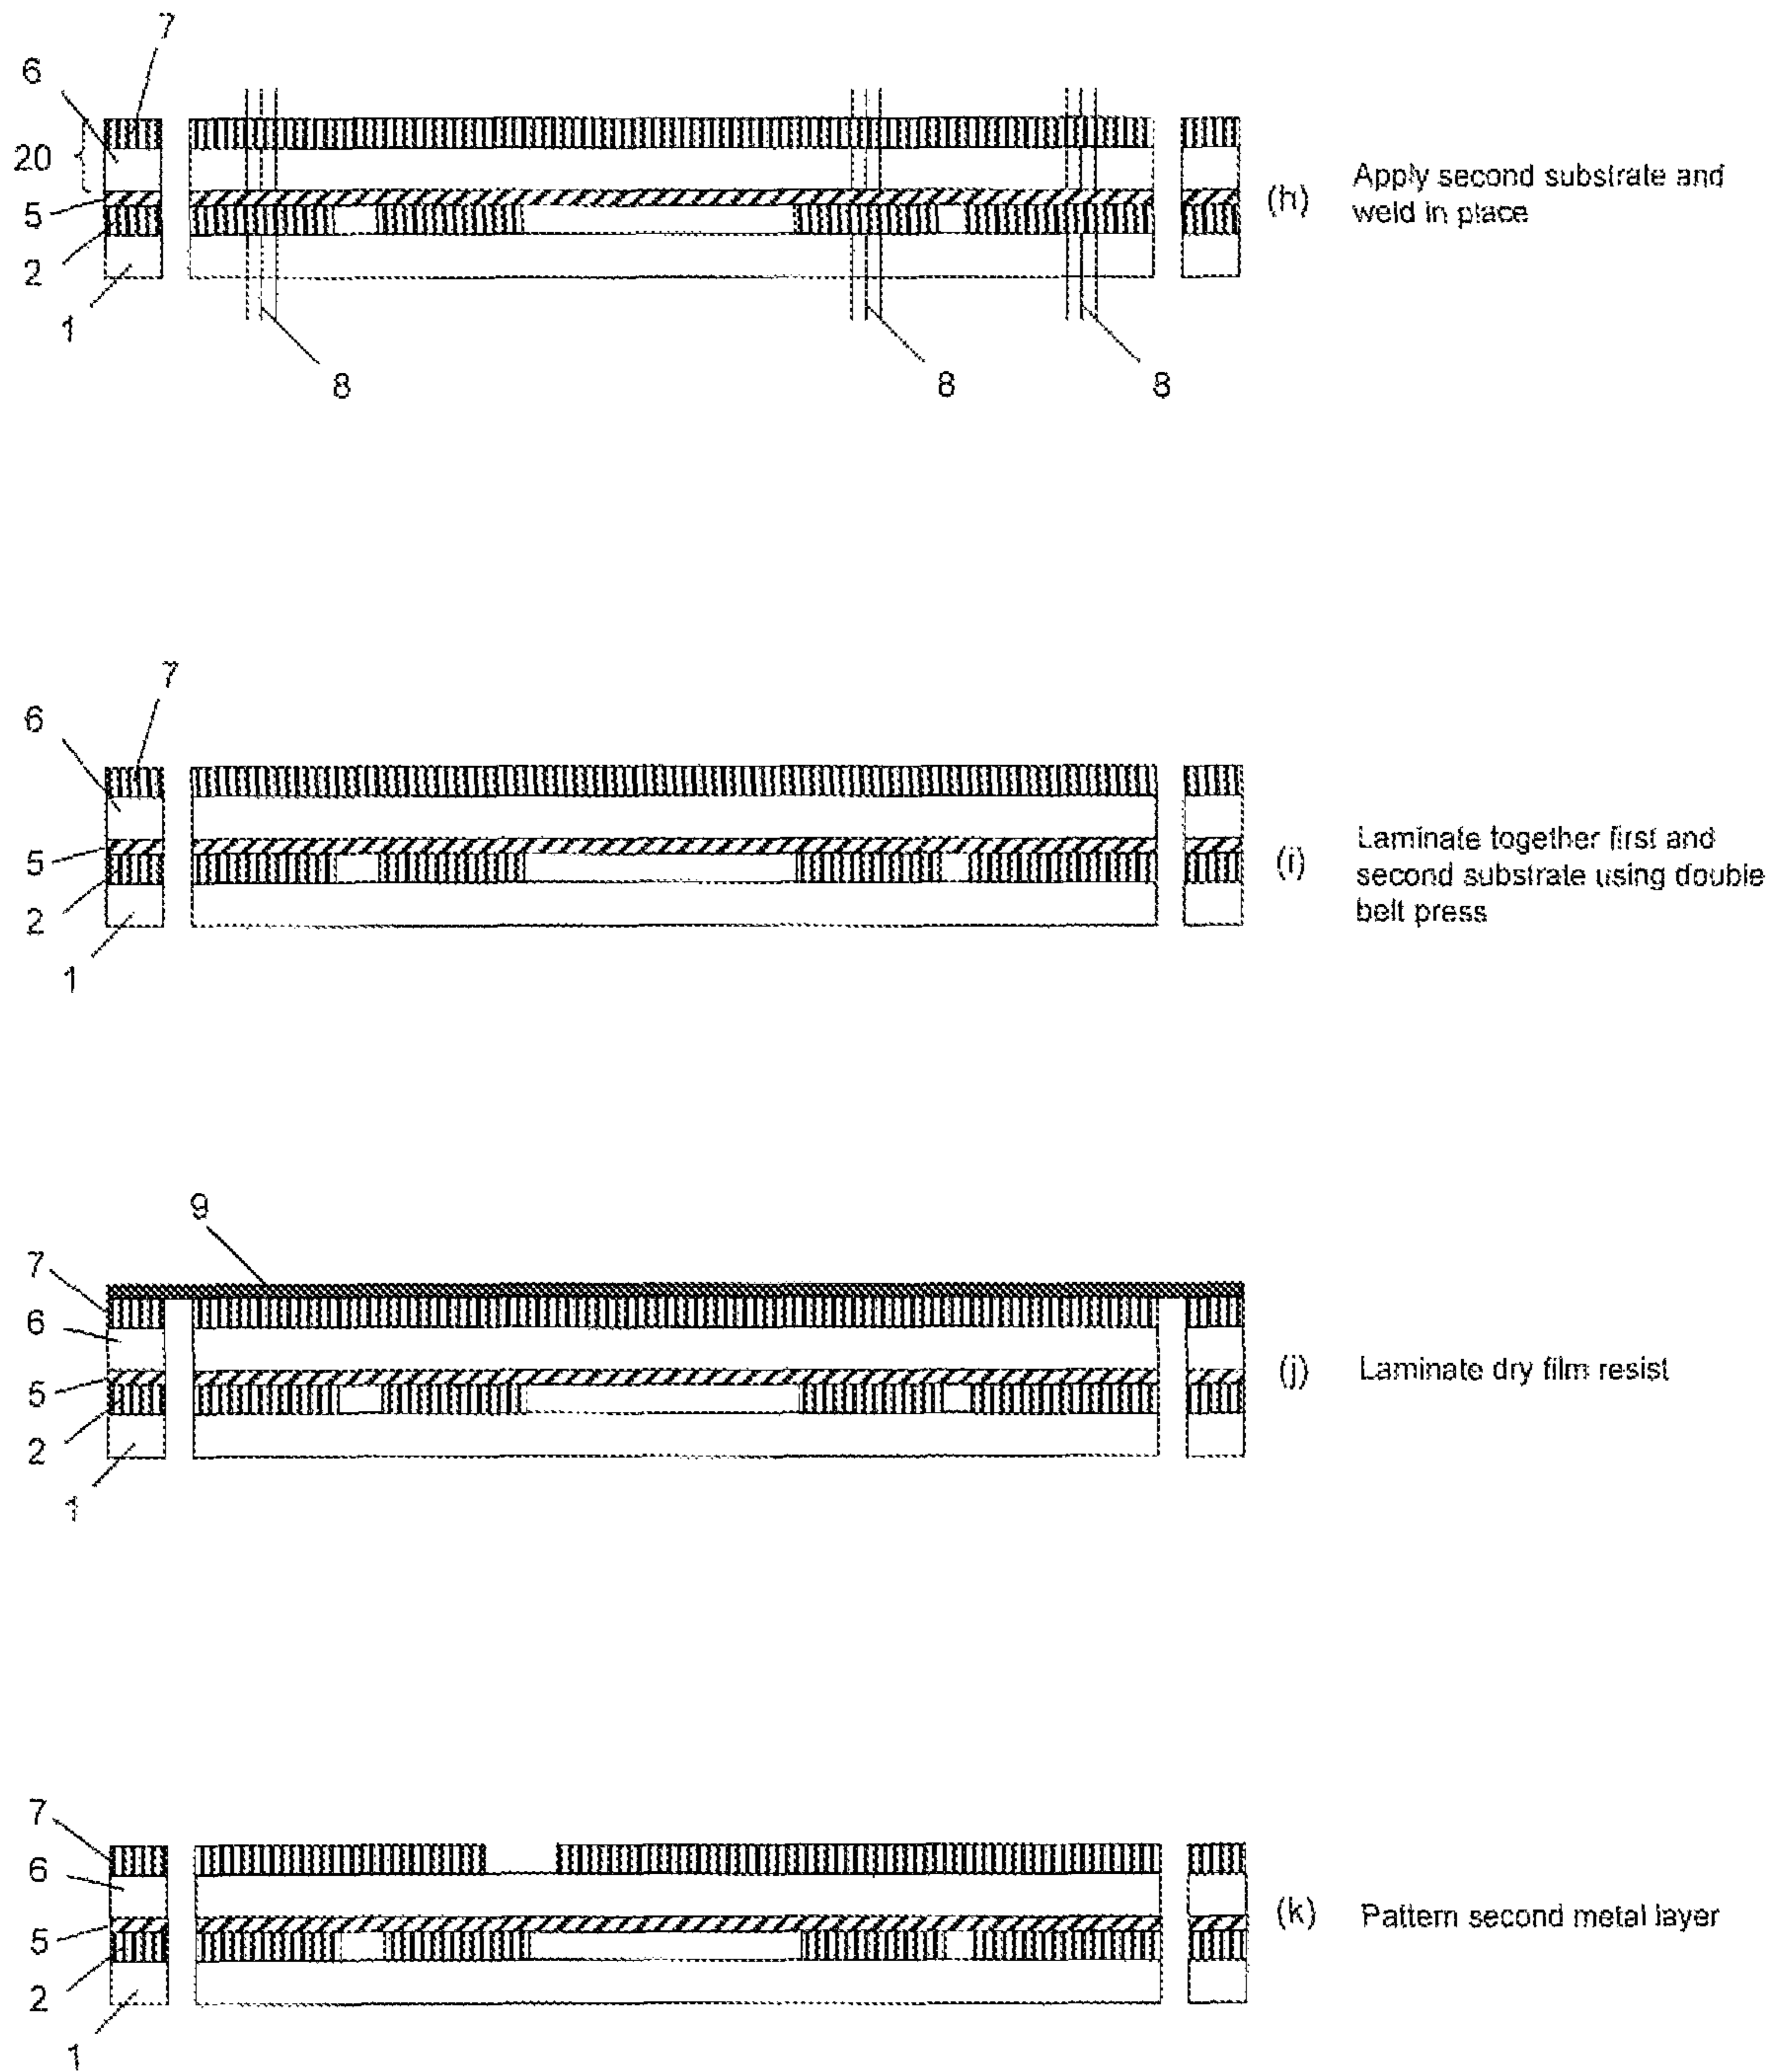 7
6
20
5
2
1
8
8
8
(h)
Apply second substrate and
weld in place
7
6
5
2
1
(i)
Laminate together first and
second substrate using double
belt press
9
7
6
5
2
1
(j)
Laminate dry film resist
7
6
5
2
1
(k)
Pattern second metal layer